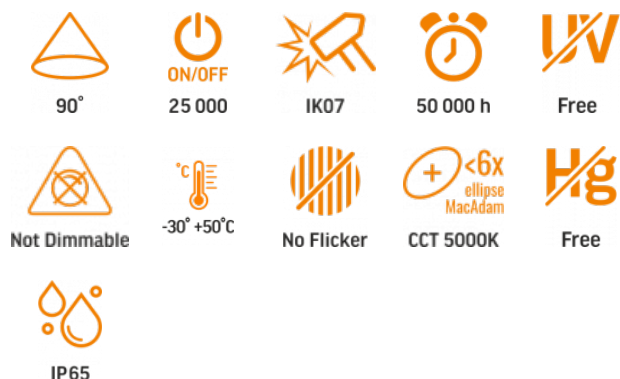 ON/OFF
UV
90° 25 000 IK07 50 000 h Free
°C
<6x
ellipse
MacAdam
Hg
Not Dimmable -30° +50°C No Flicker CCT 5000K Free
IP65